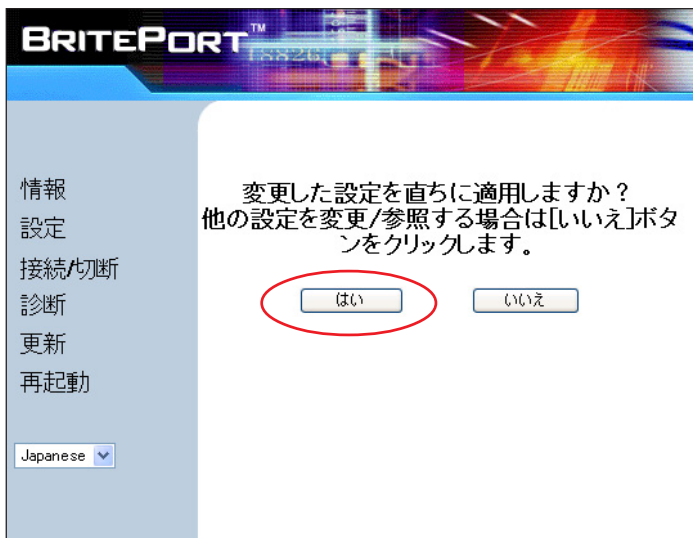 BRITEPORT™
情報
設定
接続/切断
診断
更新
再起動
Japanese
変更した設定を直ちに適用しますか？
他の設定を変更/参照する場合は[いいえ]ボタ
ンをクリックします。
はい
いいえ